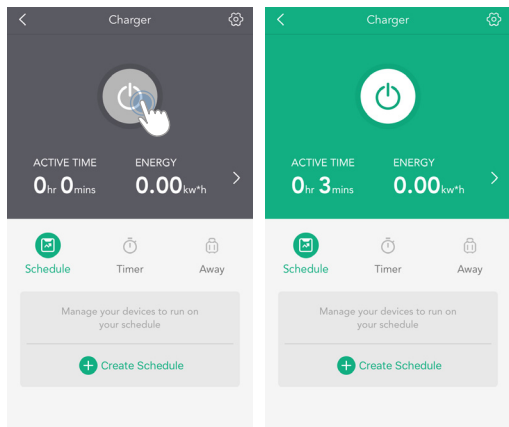 Charger
ACTIVE TIME ENERGY
0hr 0mins 0.00kw*h
Schedule Timer Away
Manage your devices to run on
your schedule
Create Schedule
Charger
ACTIVE TIME ENERGY
0hr 3mins 0.00kw*h
Schedule Timer Away
Manage your devices to run on
your schedule
Create Schedule